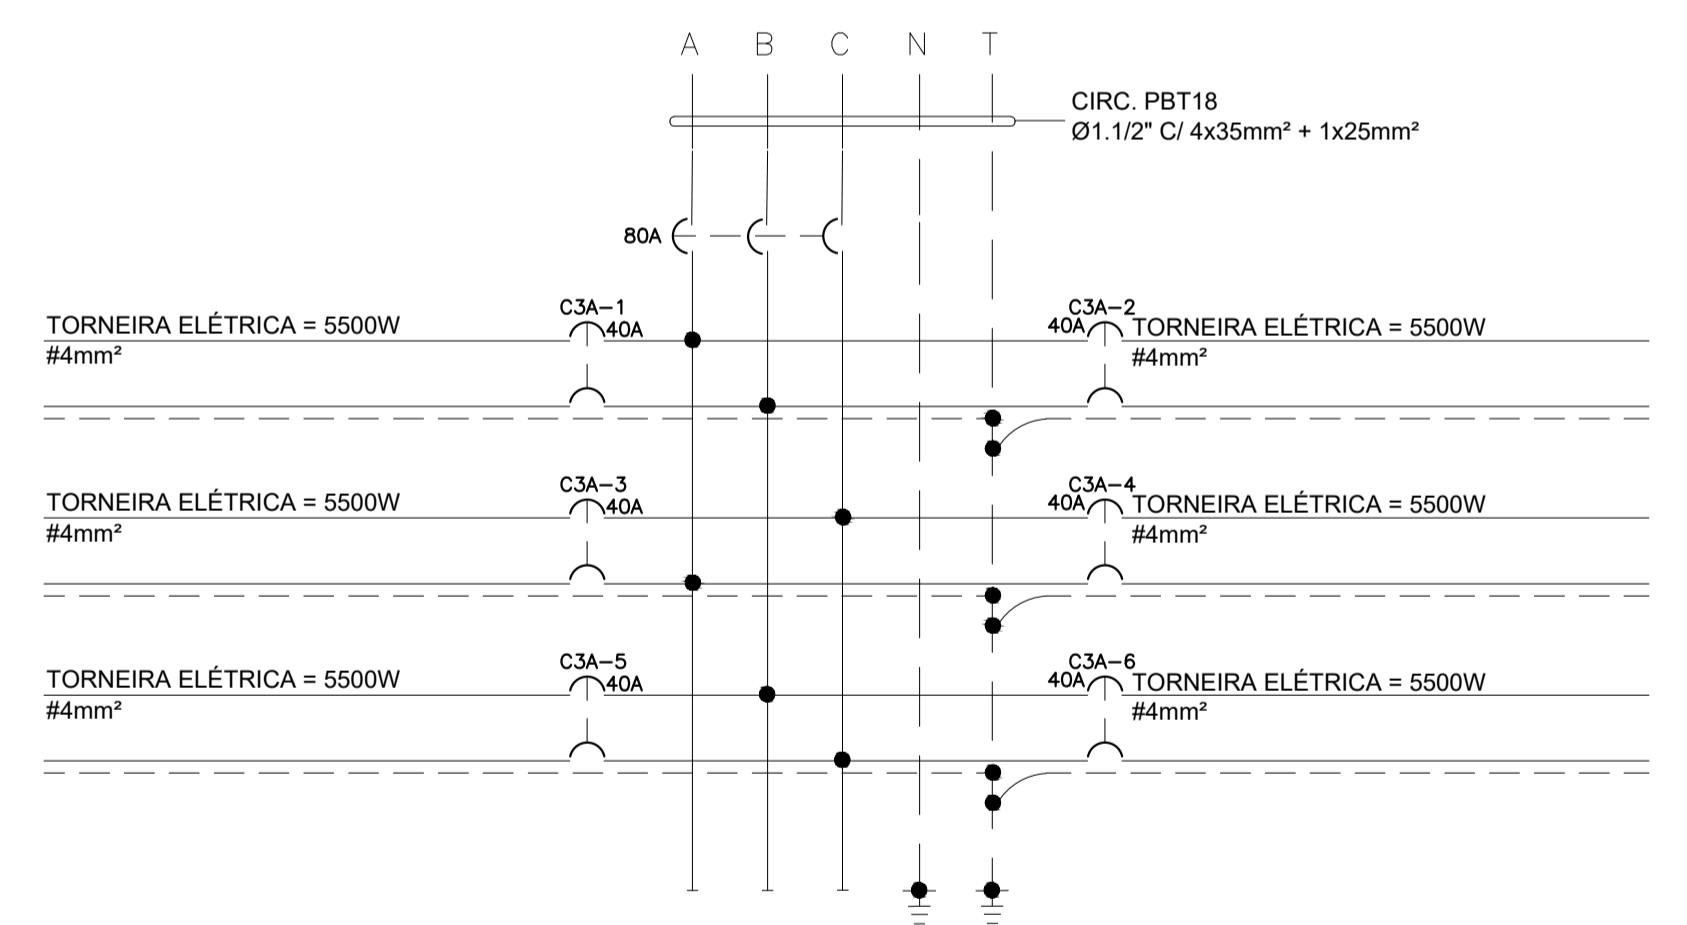 A B C N T
CIRC. PBT18
Ø1.1/2" C/ 4x35mm² + 1x25mm²
80A
C3A-1
TORNEIRA ELÉTRICA = 5500W
40A
#4mm²
C3A-2
40A
TORNEIRA ELÉTRICA = 5500W
#4mm²
C3A-3
TORNEIRA ELÉTRICA = 5500W
40A
#4mm²
C3A-4
40A
TORNEIRA ELÉTRICA = 5500W
#4mm²
C3A-5
TORNEIRA ELÉTRICA = 5500W
40A
#4mm²
C3A-6
40A
TORNEIRA ELÉTRICA = 5500W
#4mm²